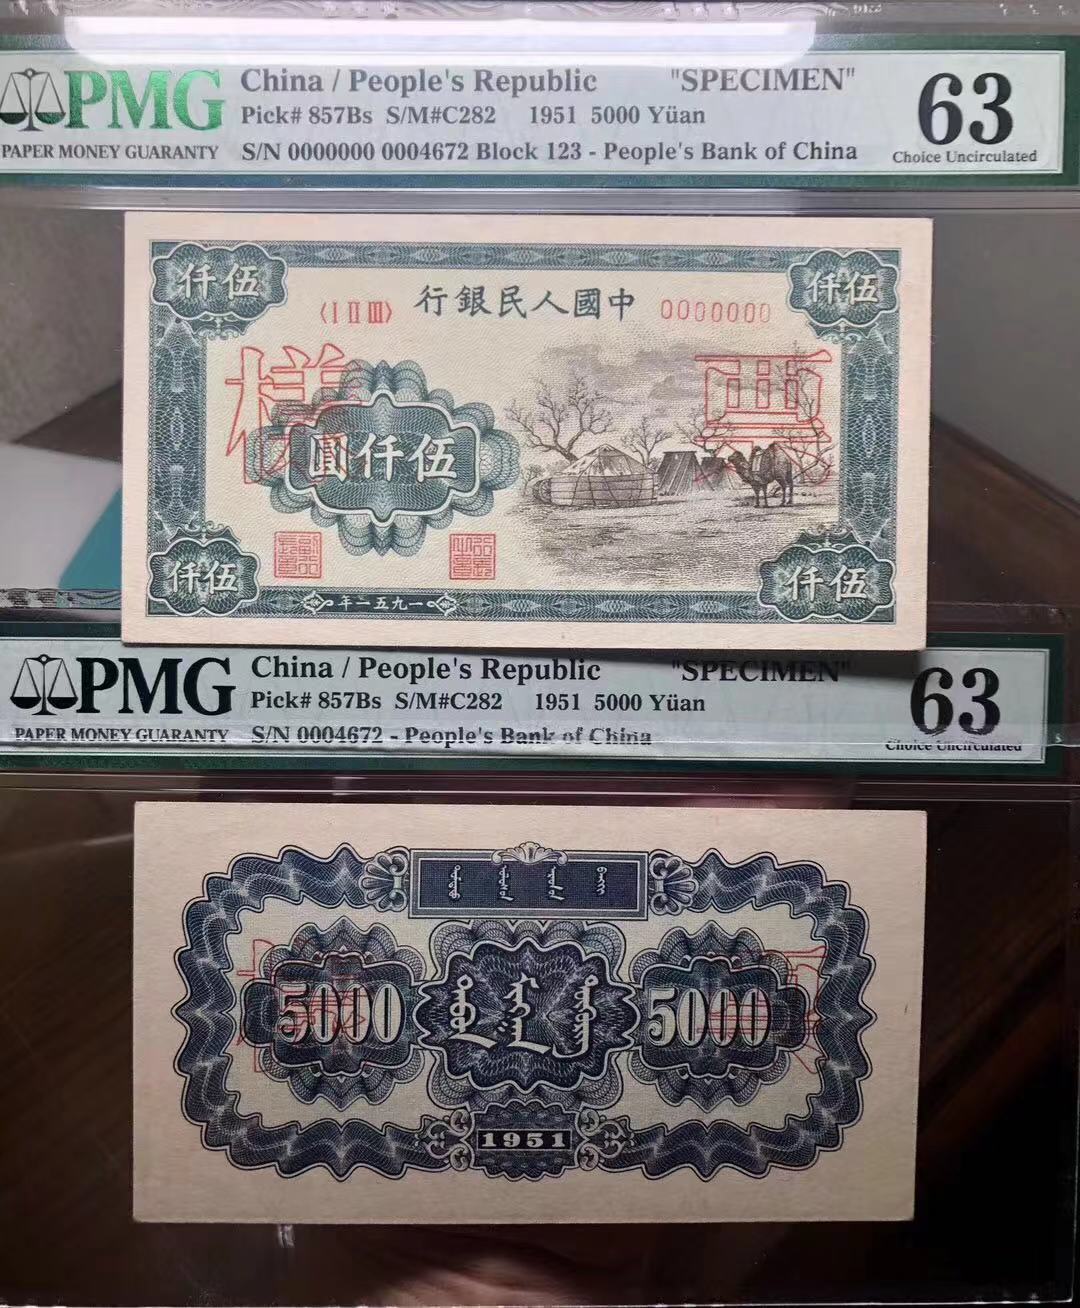 PMG
PAPER MONEY GUARANTY
China / People's Republic "SPECIMEN"
Pick# 857Bs S/M#C282 1951 5000 Yüan
S/N 0000000 0004672 Block 123 - People's Bank of China
63
Choice Uncirculated
伍仟
伍仟
〈I II III〉
中國人民銀行
0000000
樣
票
伍仟圓
伍仟
伍仟
一九五一年
PMG
PAPER MONEY GUARANTY
China / People's Republic "SPECIMEN"
Pick# 857Bs S/M#C282 1951 5000 Yüan
S/N 0004672 - People's Bank of China
63
Choice Uncirculated
5000
5000
1951